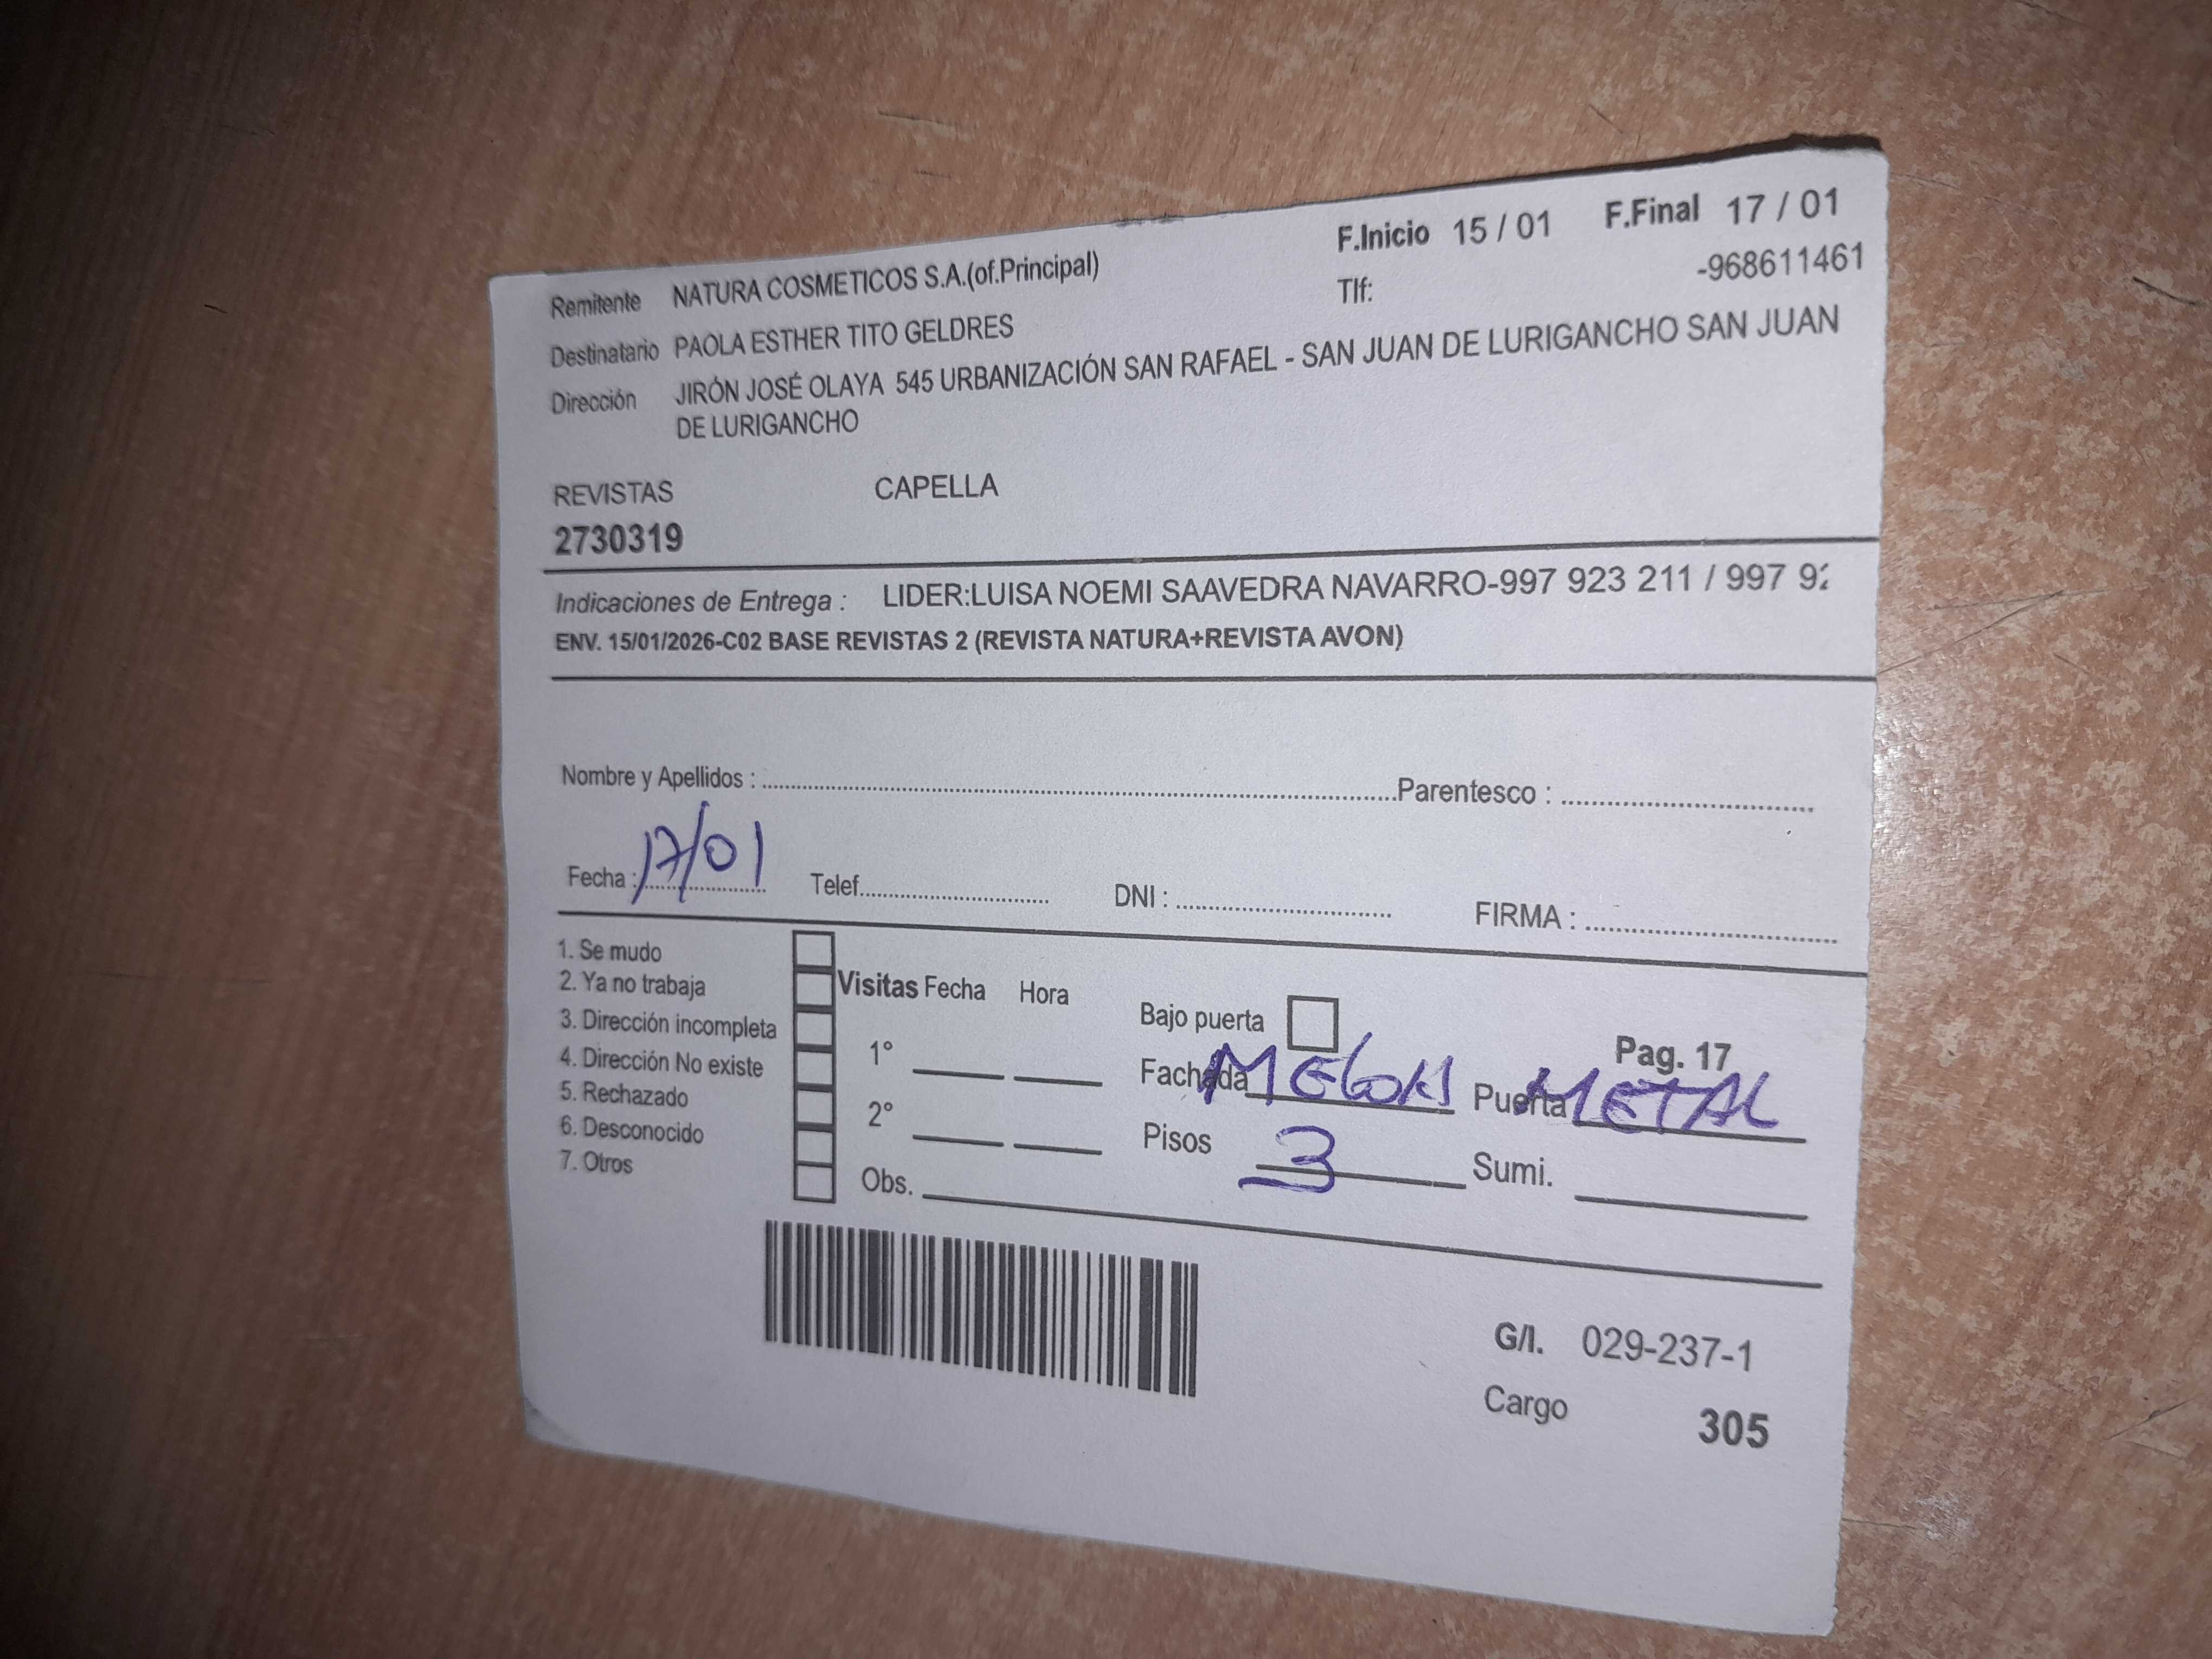 F.Inicio 15 / 01 F.Final 17 / 01
Remitente NATURA COSMETICOS S.A.(of.Principal) Tlf: -968611461
Destinatario PAOLA ESTHER TITO GELDRES
Dirección JIRÓN JOSÉ OLAYA 545 URBANIZACIÓN SAN RAFAEL - SAN JUAN DE LURIGANCHO SAN JUAN
DE LURIGANCHO
REVISTAS CAPELLA
2730319
Indicaciones de Entrega : LIDER:LUISA NOEMI SAAVEDRA NAVARRO-997 923 211 / 997 92
ENV. 15/01/2026-C02 BASE REVISTAS 2 (REVISTA NATURA+REVISTA AVON)
Nombre y Apellidos : Parentesco :
Fecha : 17/01 Telef. DNI : FIRMA :
1. Se mudo
2. Ya no trabaja
3. Dirección incompleta
4. Dirección No existe
5. Rechazado
6. Desconocido
7. Otros
Visitas Fecha Hora
1°
2°
Obs.
Bajo puerta
Pag. 17
Fachada MELON Puerta METAL
Pisos 3 Sumi.
G/I. 029-237-1
Cargo 305